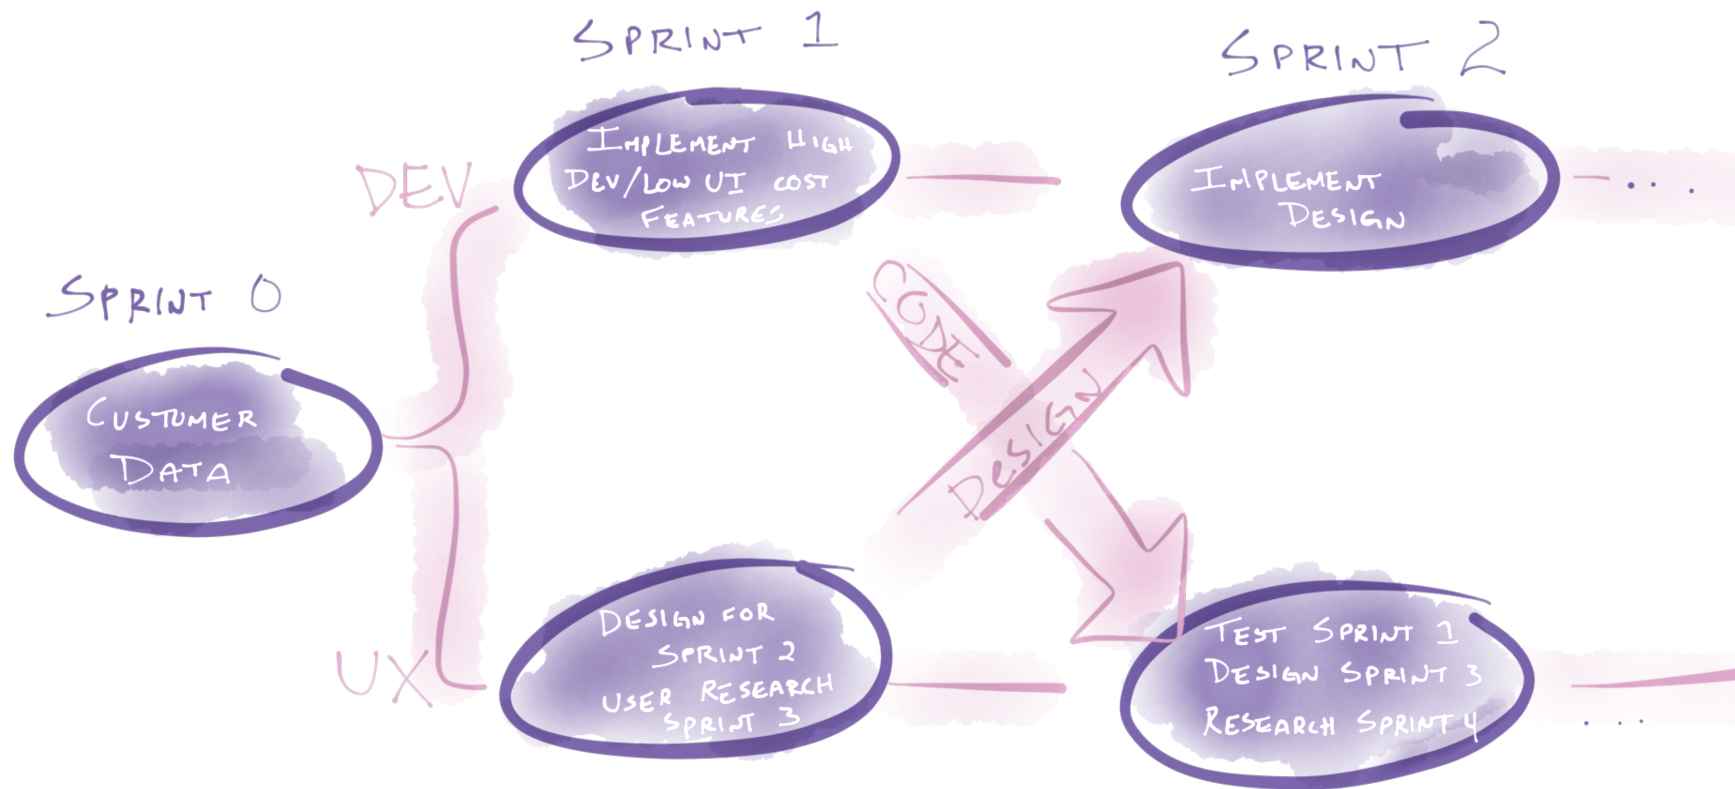 SPRINT 0
CUSTOMER
DATA
DEV
UX
SPRINT 1
IMPLEMENT HIGH
DEV/LOW UI COST
FEATURES
DESIGN FOR
SPRINT 2
USER RESEARCH
SPRINT 3
CODE
DESIGN
SPRINT 2
IMPLEMENT
DESIGN
...
TEST SPRINT 1
DESIGN SPRINT 3
RESEARCH SPRINT 4
...